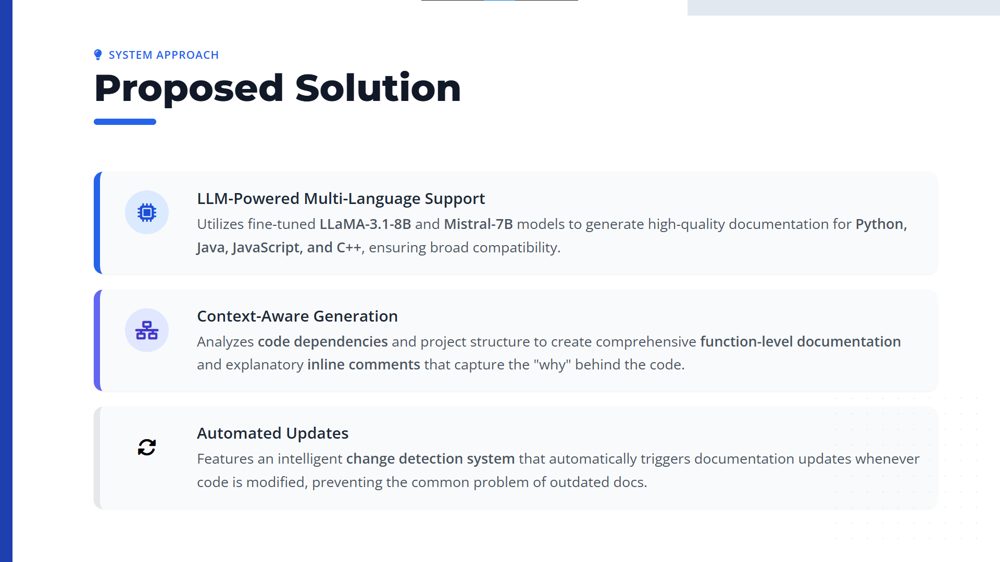 SYSTEM APPROACH
Proposed Solution
LLM-Powered Multi-Language Support
Utilizes fine-tuned LLaMA-3.1-8B and Mistral-7B models to generate high-quality documentation for Python,
Java, JavaScript, and C++, ensuring broad compatibility.
Context-Aware Generation
Analyzes code dependencies and project structure to create comprehensive function-level documentation
and explanatory inline comments that capture the "why" behind the code.
Automated Updates
Features an intelligent change detection system that automatically triggers documentation updates whenever
code is modified, preventing the common problem of outdated docs.